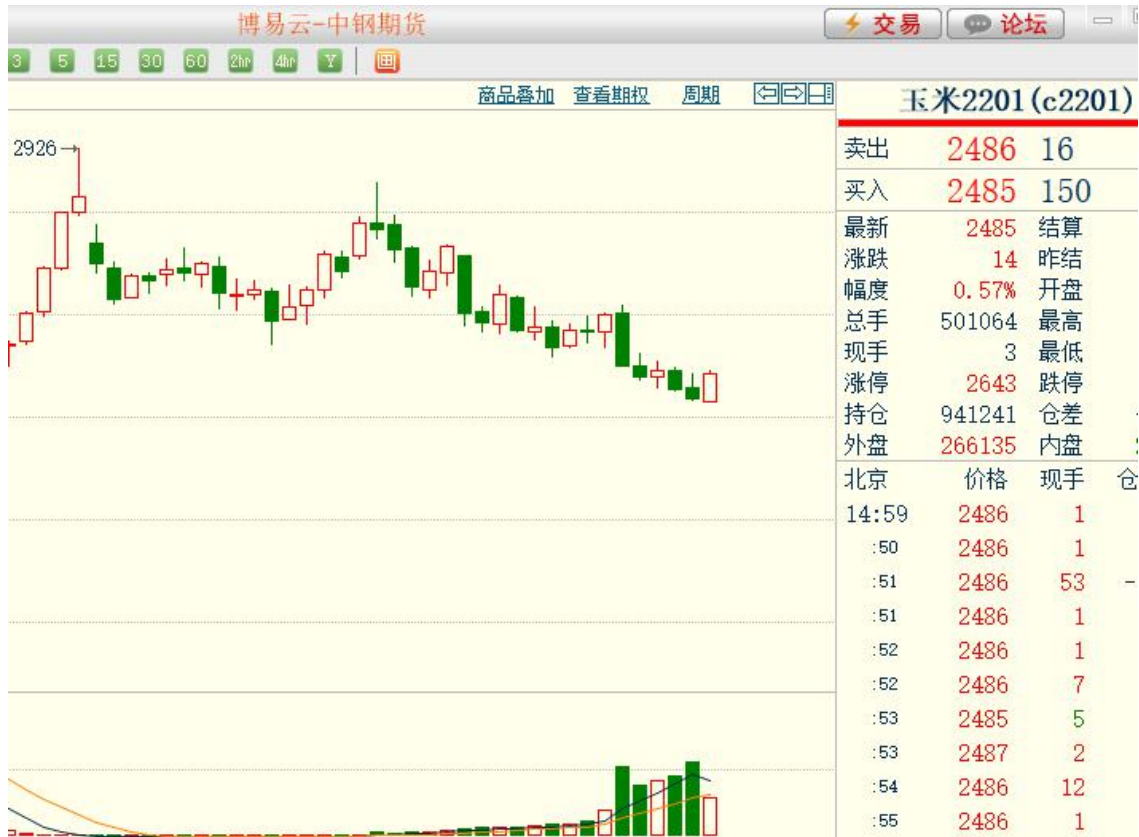 博易云-中钢期货
交易 论坛
3 5 15 30 60 2hr 4hr Y 画
商品叠加 查看期权 周期
玉米2201(c2201)
2926
卖出 2486 16
买入 2485 150
最新 2485 结算
涨跌 14 昨结
幅度 0.57% 开盘
总手 501064 最高
现手 3 最低
涨停 2643 跌停
持仓 941241 仓差
外盘 266135 内盘
北京 价格 现手 仓
14:59 2486 1
:50 2486 1
:51 2486 53 -
:51 2486 1
:52 2486 1
:52 2486 7
:53 2485 5
:53 2487 2
:54 2486 12
:55 2486 1